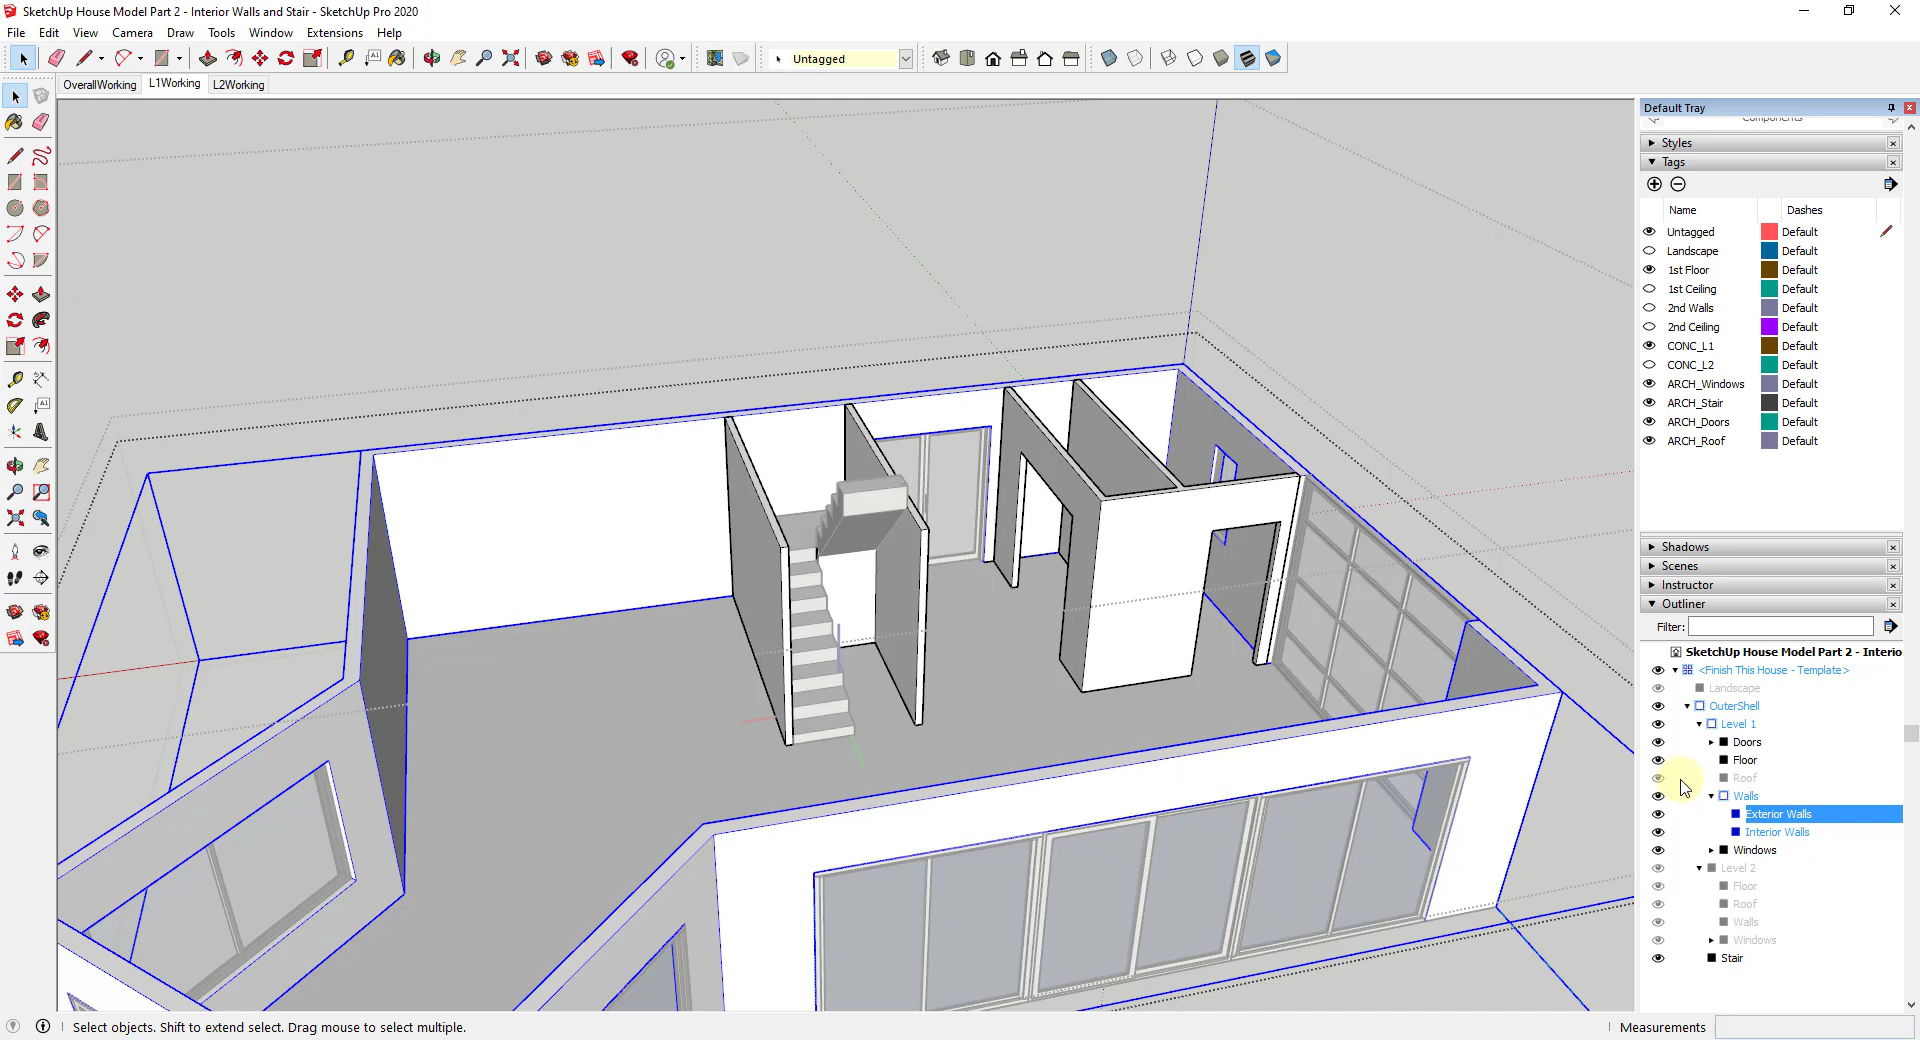 SketchUp House Model Part 2 - Interior Walls and Stair - SketchUp Pro 2020
File Edit View Camera Draw Tools Window Extensions Help
Untagged
OverallWorking L1Working L2Working
Default Tray
Components
Styles
Tags
Name Dashes
Untagged Default
Landscape Default
1st Floor Default
1st Ceiling Default
2nd Walls Default
2nd Ceiling Default
CONC_L1 Default
CONC_L2 Default
ARCH_Windows Default
ARCH_Stair Default
ARCH_Doors Default
ARCH_Roof Default
Shadows
Scenes
Instructor
Outliner
Filter:
SketchUp House Model Part 2 - Interio
<Finish This House - Template>
Landscape
OuterShell
Level 1
Doors
Floor
Roof
Walls
Exterior Walls
Interior Walls
Windows
Level 2
Floor
Roof
Walls
Windows
Stair
Select objects. Shift to extend select. Drag mouse to select multiple.
Measurements